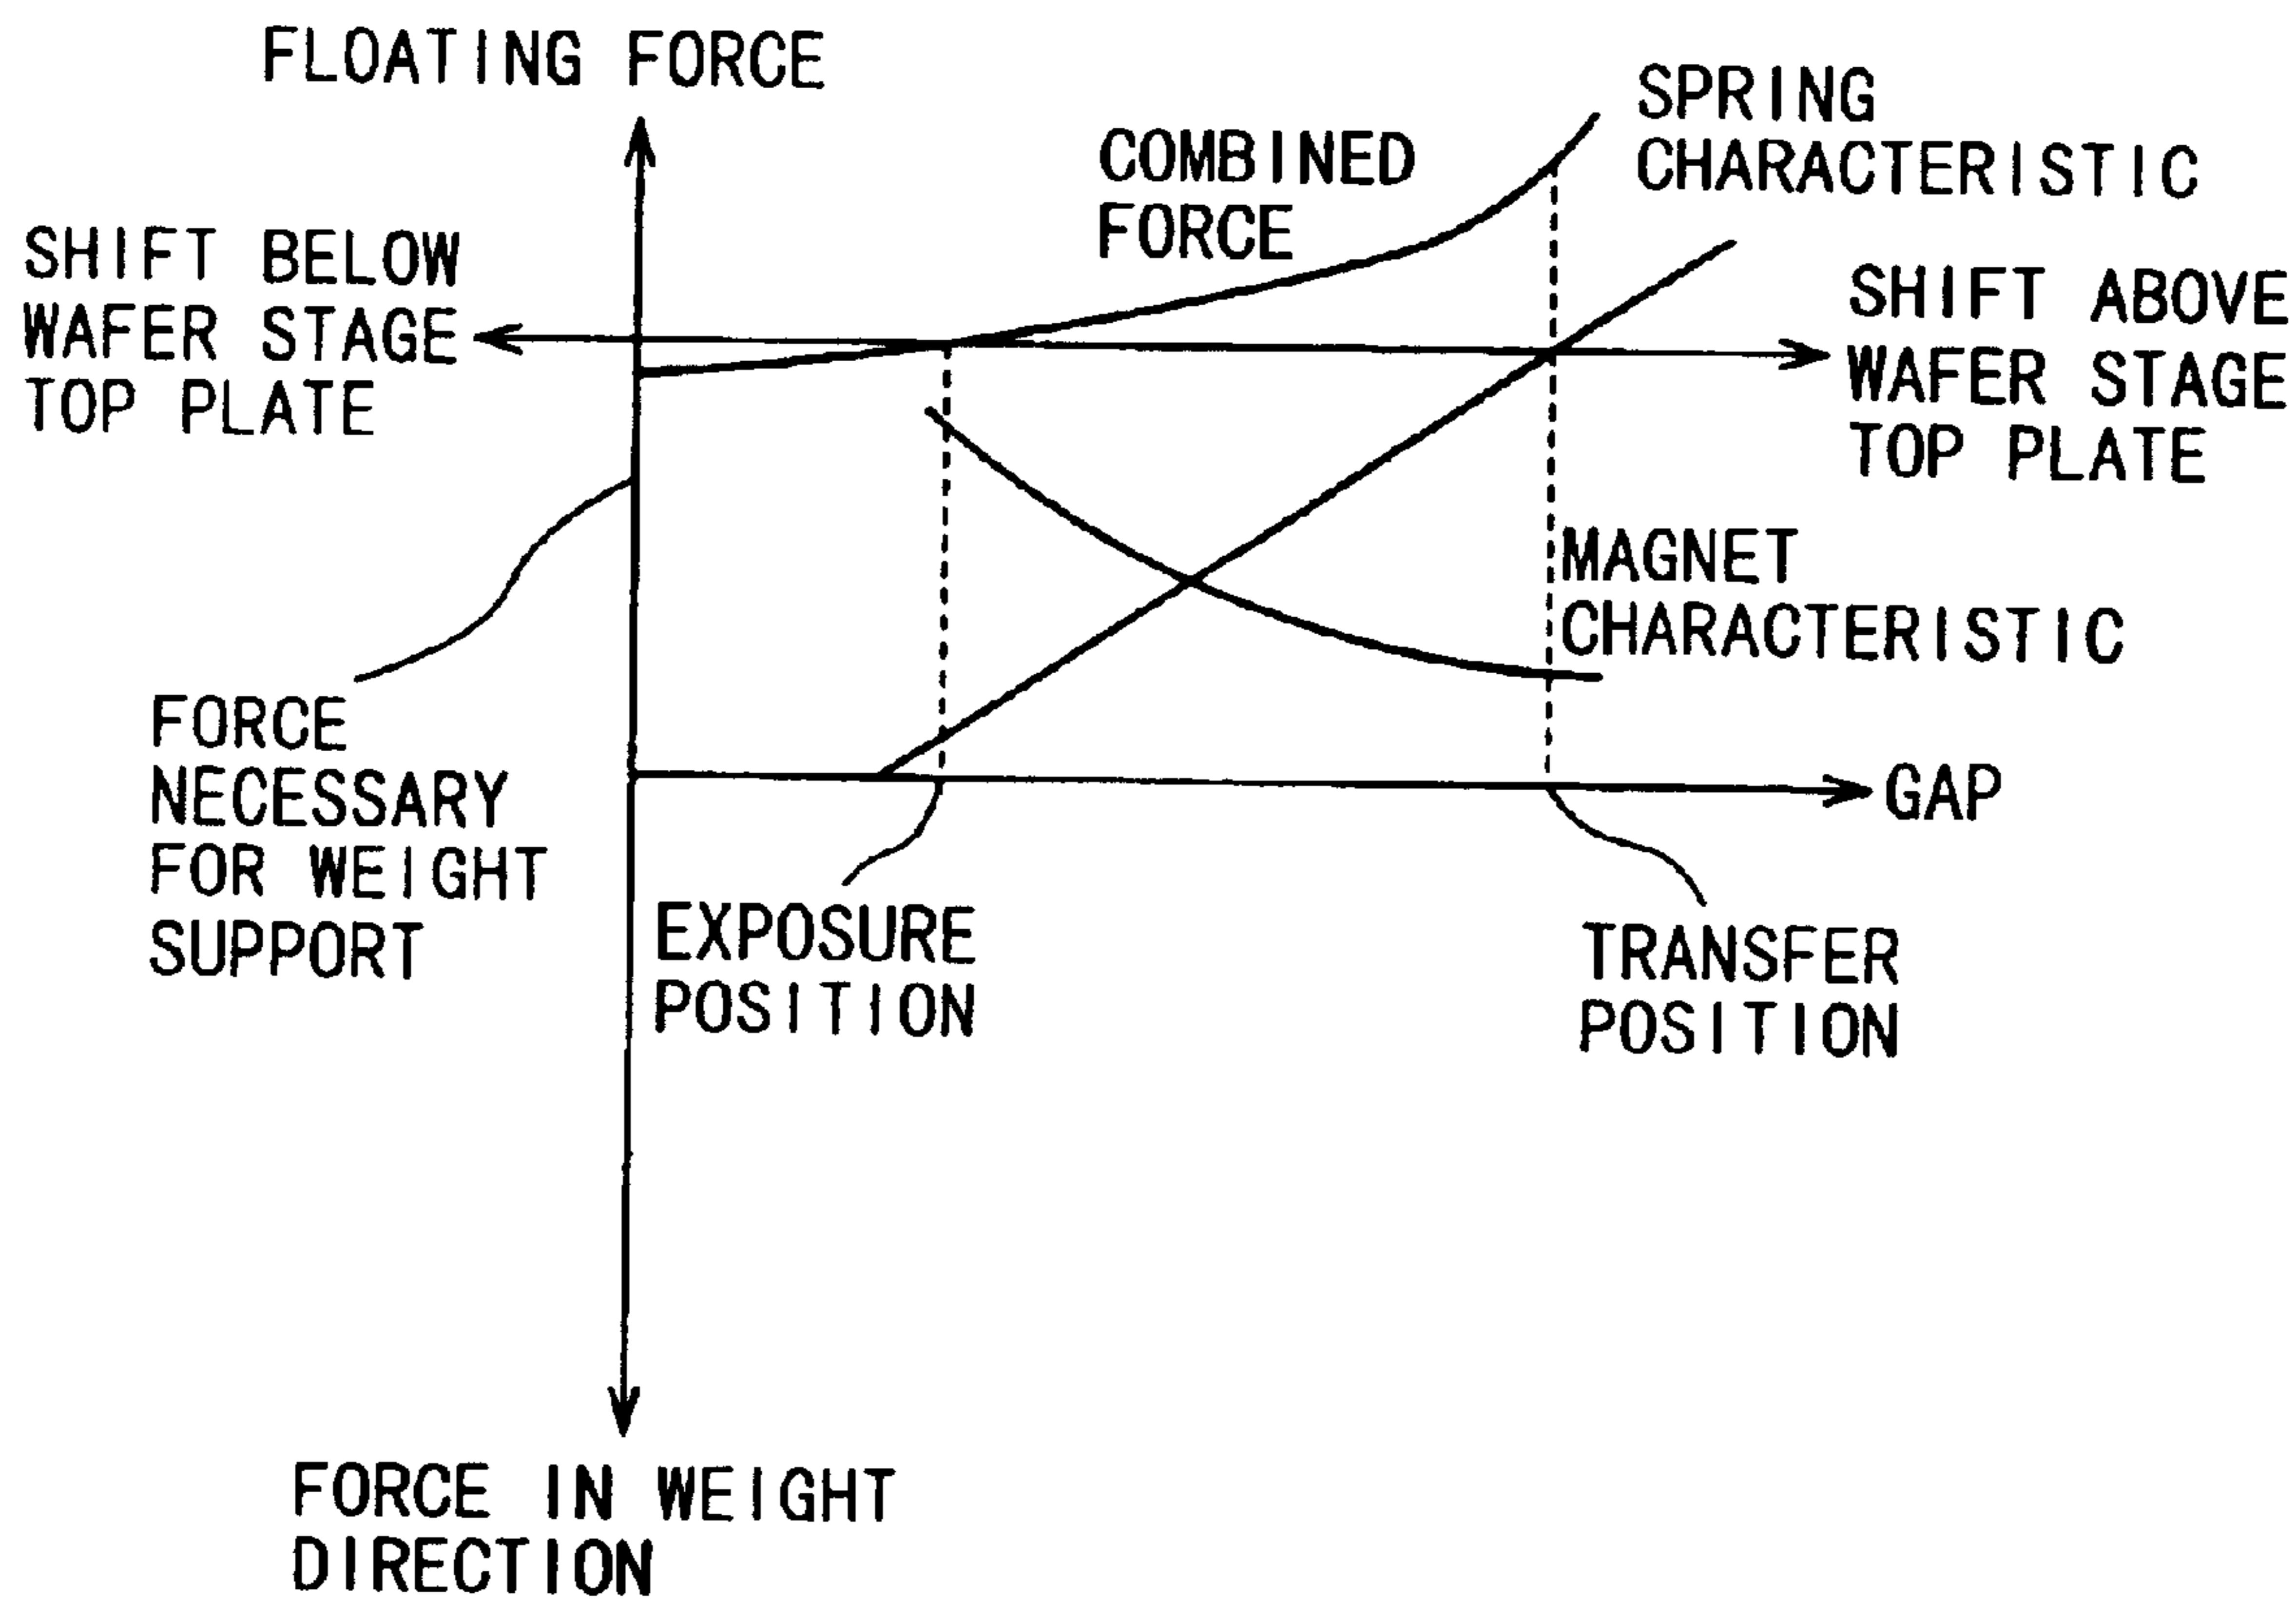 FLOATING FORCE
SPRING
CHARACTERISTIC
COMBINED
FORCE
SHIFT BELOW
WAFER STAGE
TOP PLATE
SHIFT ABOVE
WAFER STAGE
TOP PLATE
MAGNET
CHARACTERISTIC
FORCE
NECESSARY
FOR WEIGHT
SUPPORT
GAP
EXPOSURE
POSITION
TRANSFER
POSITION
FORCE IN WEIGHT
DIRECTION